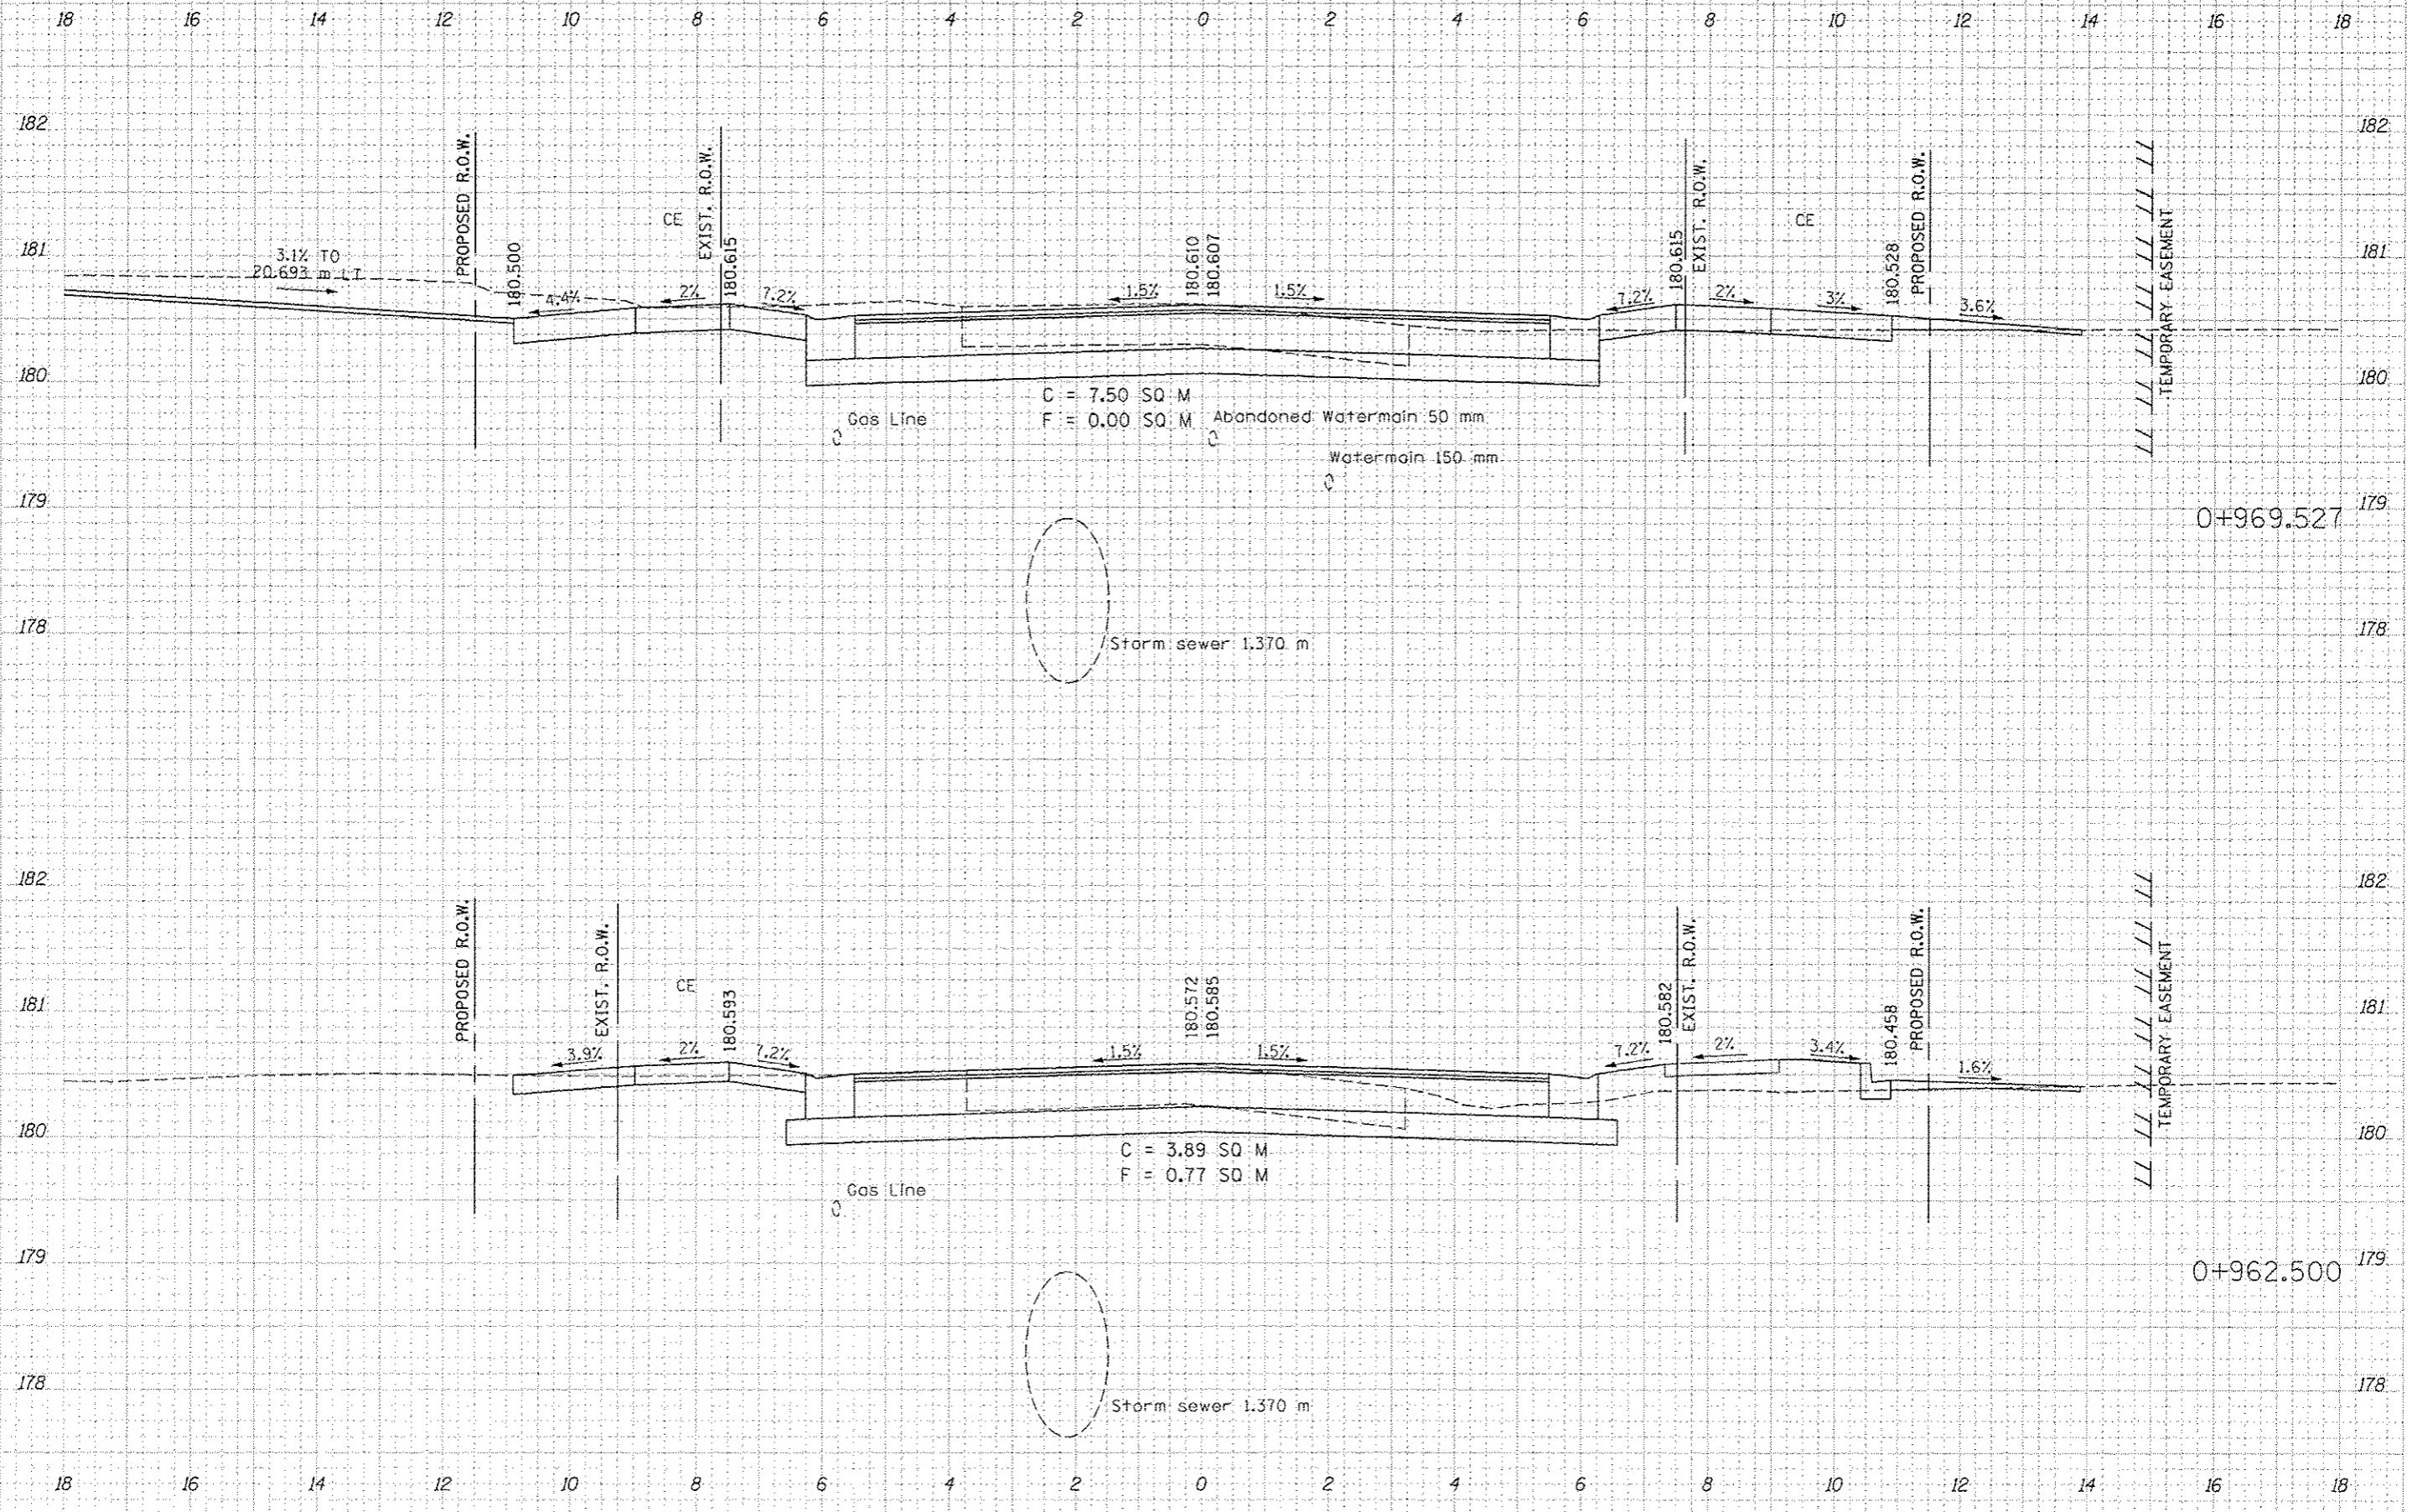 18 16 14 12 10 8 6 4 2 0 2 4 6 8 10 12 14 16 18
182 182
PROPOSED R.O.W.
EXIST. R.O.W.
CE
EXIST. R.O.W.
CE
PROPOSED R.O.W.
TEMPORARY EASEMENT
181 181
3.1% TO
20.693 m LT
180.500
180.615
180.610
180.607
180.615
180.528
4.4% 2% 7.2% 1.5% 1.5% 7.2% 2% 3% 3.6%
180 180
C = 7.50 SQ M
F = 0.00 SQ M
Gas Line
Abandoned Watermain 50 mm
Watermain 150 mm
179 179
0+969.527
178 178
Storm sewer 1.370 m
182 182
PROPOSED R.O.W.
EXIST. R.O.W.
CE
EXIST. R.O.W.
PROPOSED R.O.W.
TEMPORARY EASEMENT
181 181
180.593
180.572
180.585
180.582
180.458
3.9% 2% 7.2% 1.5% 1.5% 7.2% 2% 3.4% 1.6%
180 180
C = 3.89 SQ M
F = 0.77 SQ M
Gas Line
179 179
0+962.500
178 178
Storm sewer 1.370 m
18 16 14 12 10 8 6 4 2 0 2 4 6 8 10 12 14 16 18